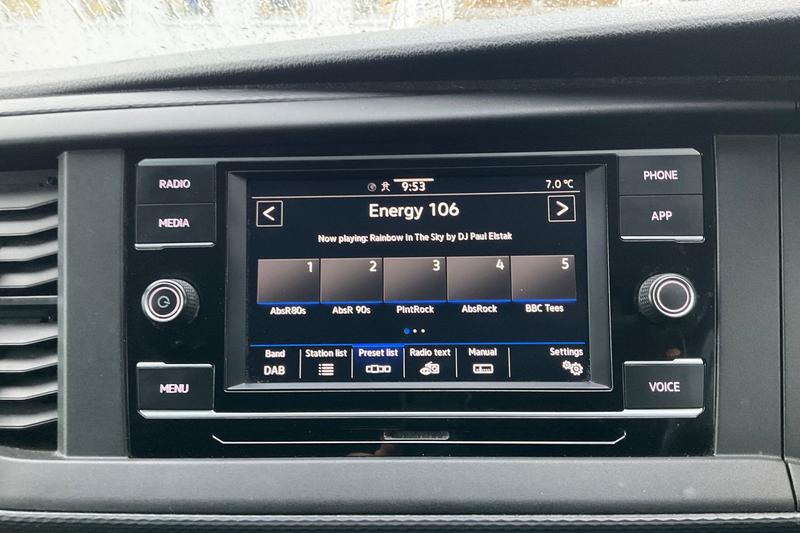 RADIO
MEDIA
MENU
PHONE
APP
VOICE
9:53
7.0 °C
<
Energy 106
>
Now playing: Rainbow In The Sky by DJ Paul Elstak
1 2 3 4 5
AbsR80s AbsR 90s PlntRock AbsRock BBC Tees
Band Station list Preset list Radio text Manual Settings
DAB